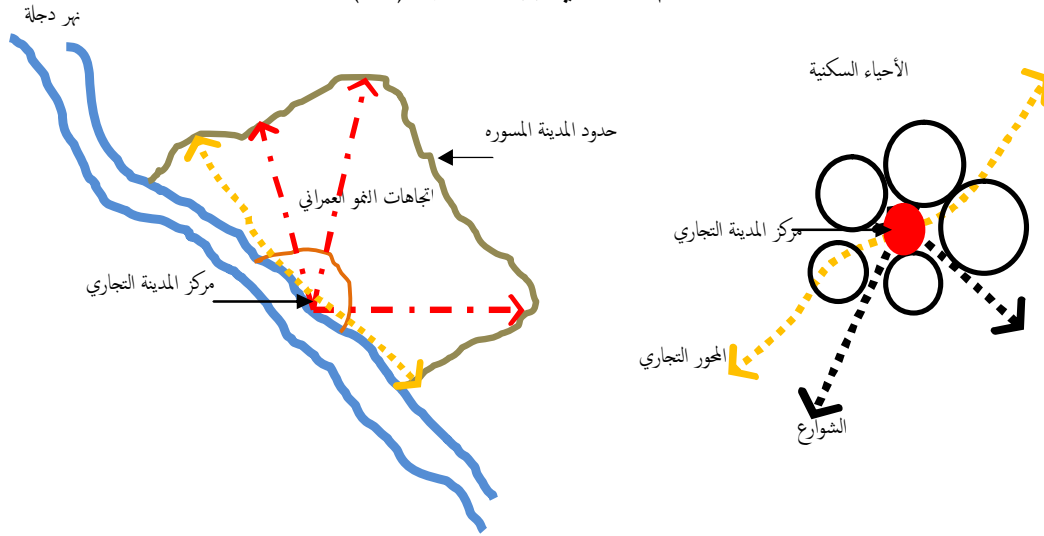 نهر دجلة
الأحياء السكنية
حدود المدينة المسوره
اتجاهات النمو العمراني
مركز المدينة التجاري
مركز المدينة التجاري
المحور التجاري
الشوارع